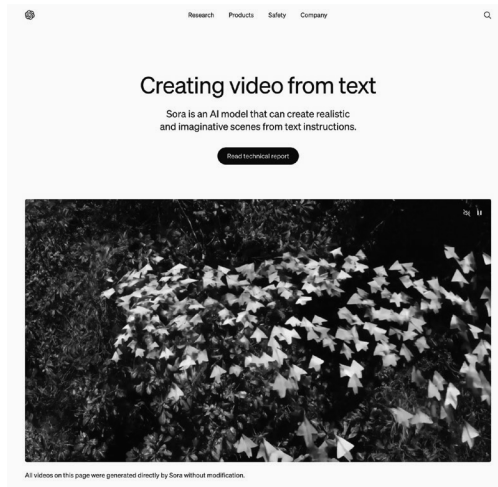 Research Products Safety Company
Creating video from text
Sora is an AI model that can create realistic
and imaginative scenes from text instructions.
Read technical report
All videos on this page were generated directly by Sora without modification.